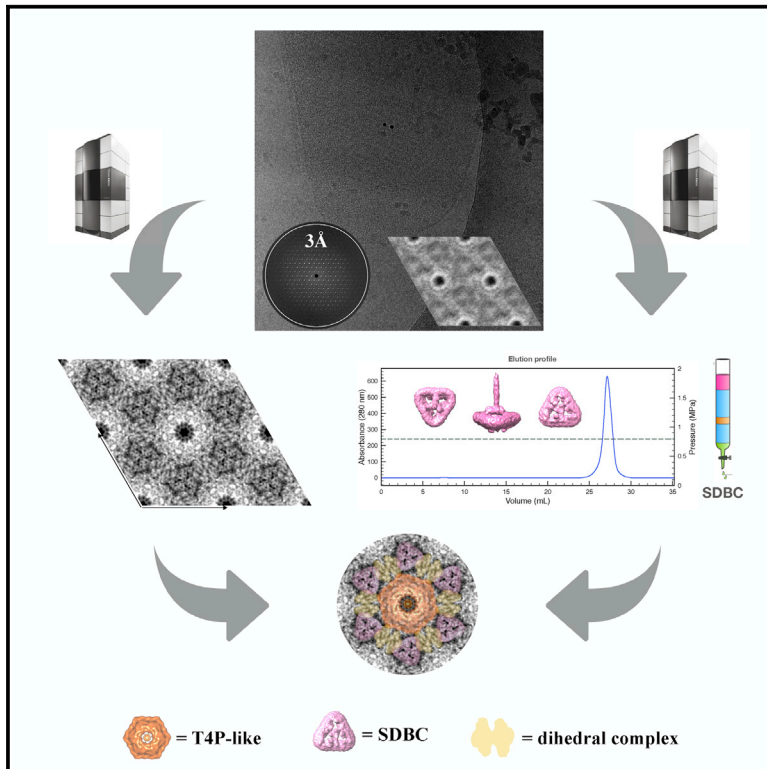 3Å
Elution profile
Absorbance (280 nm)
600
500
400
300
200
100
0
0
5
10
15
20
25
30
35
Volume (mL)
2
1.5
1
0.5
0
Pressure (MPa)
SDBC
= T4P-like
= SDBC
= dihedral complex